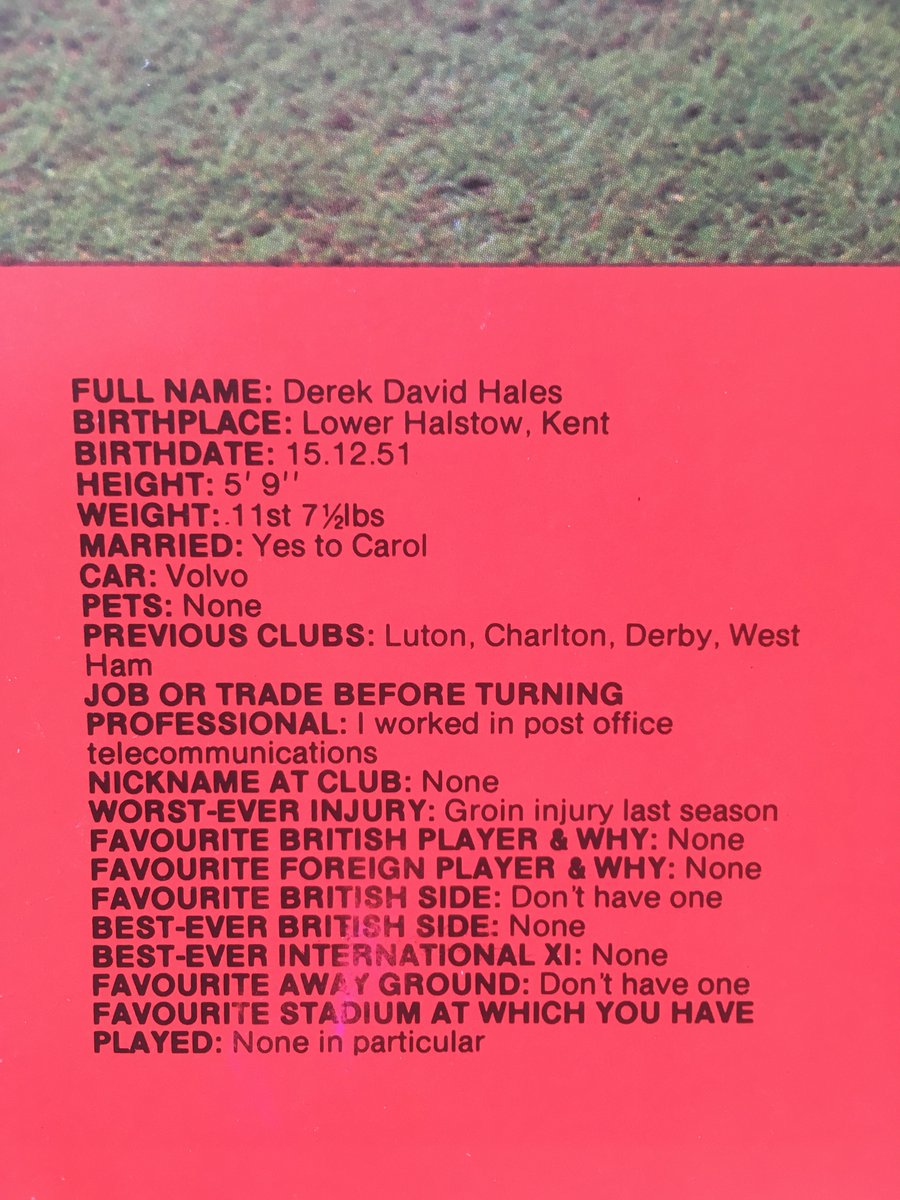 FULL NAME: Derek David Hales
BIRTHPLACE: Lower Halstow, Kent
BIRTHDATE: 15.12.51
HEIGHT: 5' 9''
WEIGHT: 11st 7½lbs
MARRIED: Yes to Carol
CAR: Volvo
PETS: None
PREVIOUS CLUBS: Luton, Charlton, Derby, West
Ham
JOB OR TRADE BEFORE TURNING
PROFESSIONAL: I worked in post office
telecommunications
NICKNAME AT CLUB: None
WORST-EVER INJURY: Groin injury last season
FAVOURITE BRITISH PLAYER & WHY: None
FAVOURITE FOREIGN PLAYER & WHY: None
FAVOURITE BRITISH SIDE: Don't have one
BEST-EVER BRITISH SIDE: None
BEST-EVER INTERNATIONAL XI: None
FAVOURITE AWAY GROUND: Don't have one
FAVOURITE STADIUM AT WHICH YOU HAVE
PLAYED: None in particular